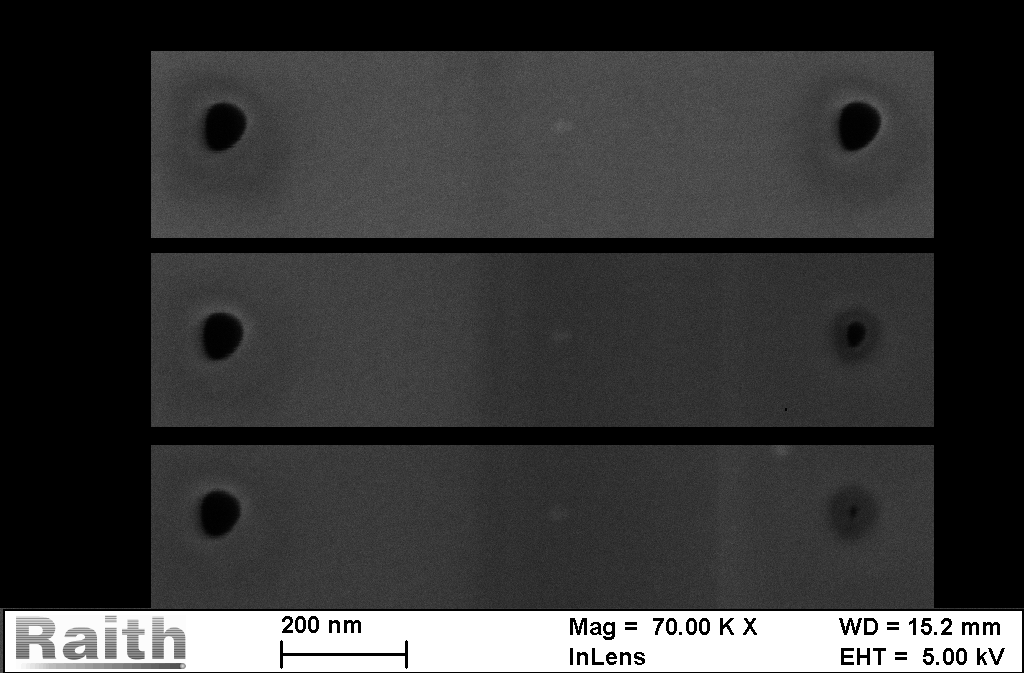 Raith
200 nm
Mag = 70.00 K X
InLens
WD = 15.2 mm
EHT = 5.00 kV